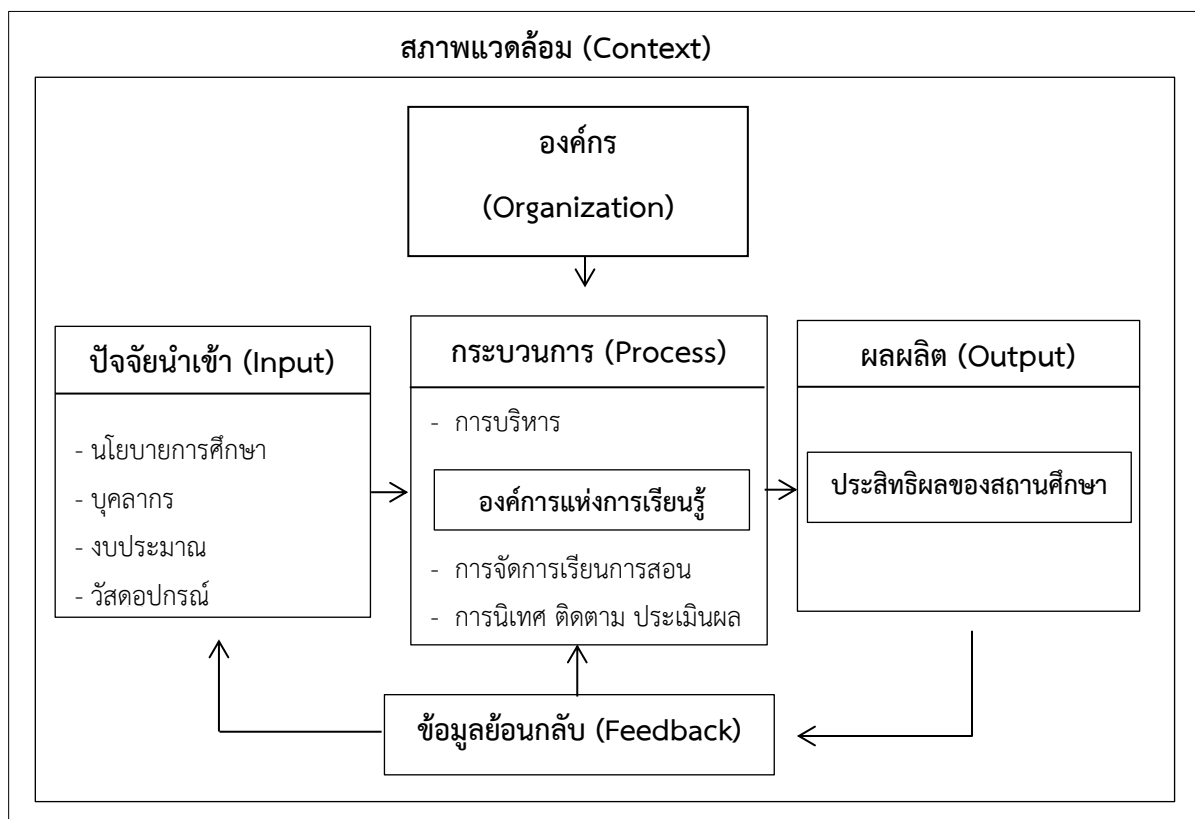 สภาพแวดล้อม (Context)
องค์กร
(Organization)
ปัจจัยนำเข้า (Input)
- นโยบายการศึกษา
- บุคลากร
- งบประมาณ
- วัสดอปกรณ์
กระบวนการ (Process)
- การบริหาร
องค์การแห่งการเรียนรู้
- การจัดการเรียนการสอน
- การนิเทศ ติดตาม ประเมินผล
ผลผลิต (Output)
ประสิทธิผลของสถานศึกษา
ข้อมูลย้อนกลับ (Feedback)